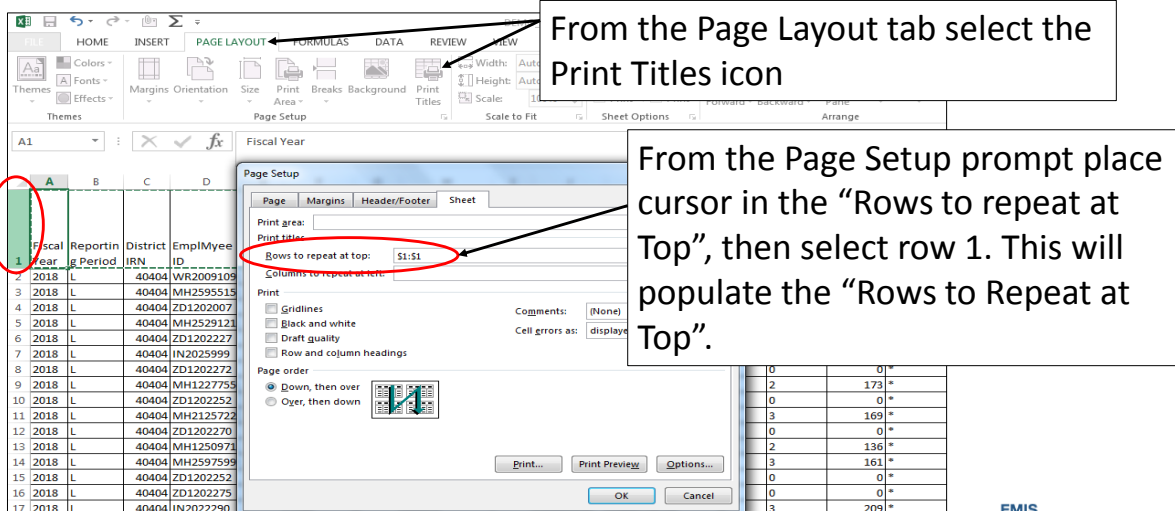 DEM
FILE HOME INSERT PAGE LAYOUT FORMULAS DATA REVIEW VIEW
From the Page Layout tab select the
Print Titles icon
Colors
Fonts
Effects
Themes
Margins Orientation Size Print Area Breaks Background Print Titles
Width:
Height:
Scale:
Forward Backward Pane
Themes Page Setup Scale to Fit Sheet Options Arrange
A1 fx Fiscal Year
From the Page Setup prompt place
cursor in the “Rows to repeat at
Top”, then select row 1. This will
populate the “Rows to Repeat at
Top”.
Page Setup
Page Margins Header/Footer Sheet
Print area:
Print titles
Rows to repeat at top: $1:$1
Columns to repeat at left:
Print
Gridlines
Black and white
Draft quality
Row and column headings
Comments: (None)
Cell errors as: displaye
Page order
Down, then over
Over, then down
Print... Print Preview Options...
OK Cancel
A B C D
Fiscal Reportin District EmplMyee
1 Year g Period IRN ID
2 2018 L 40404 WR2009109
3 2018 L 40404 MH2595515
4 2018 L 40404 ZD1202007
5 2018 L 40404 MH2529121
6 2018 L 40404 ZD1202227
7 2018 L 40404 IN2025999
8 2018 L 40404 ZD1202272 0 0 *
9 2018 L 40404 MH1227755 2 173 *
10 2018 L 40404 ZD1202252 0 0 *
11 2018 L 40404 MH2125722 3 169 *
12 2018 L 40404 ZD1202270 0 0 *
13 2018 L 40404 MH1250971 2 136 *
14 2018 L 40404 MH2597599 3 161 *
15 2018 L 40404 ZD1202252 0 0 *
16 2018 L 40404 ZD1202275 0 0 *
17 2018 L 40404 IN2022290 3 209 *
EMIS